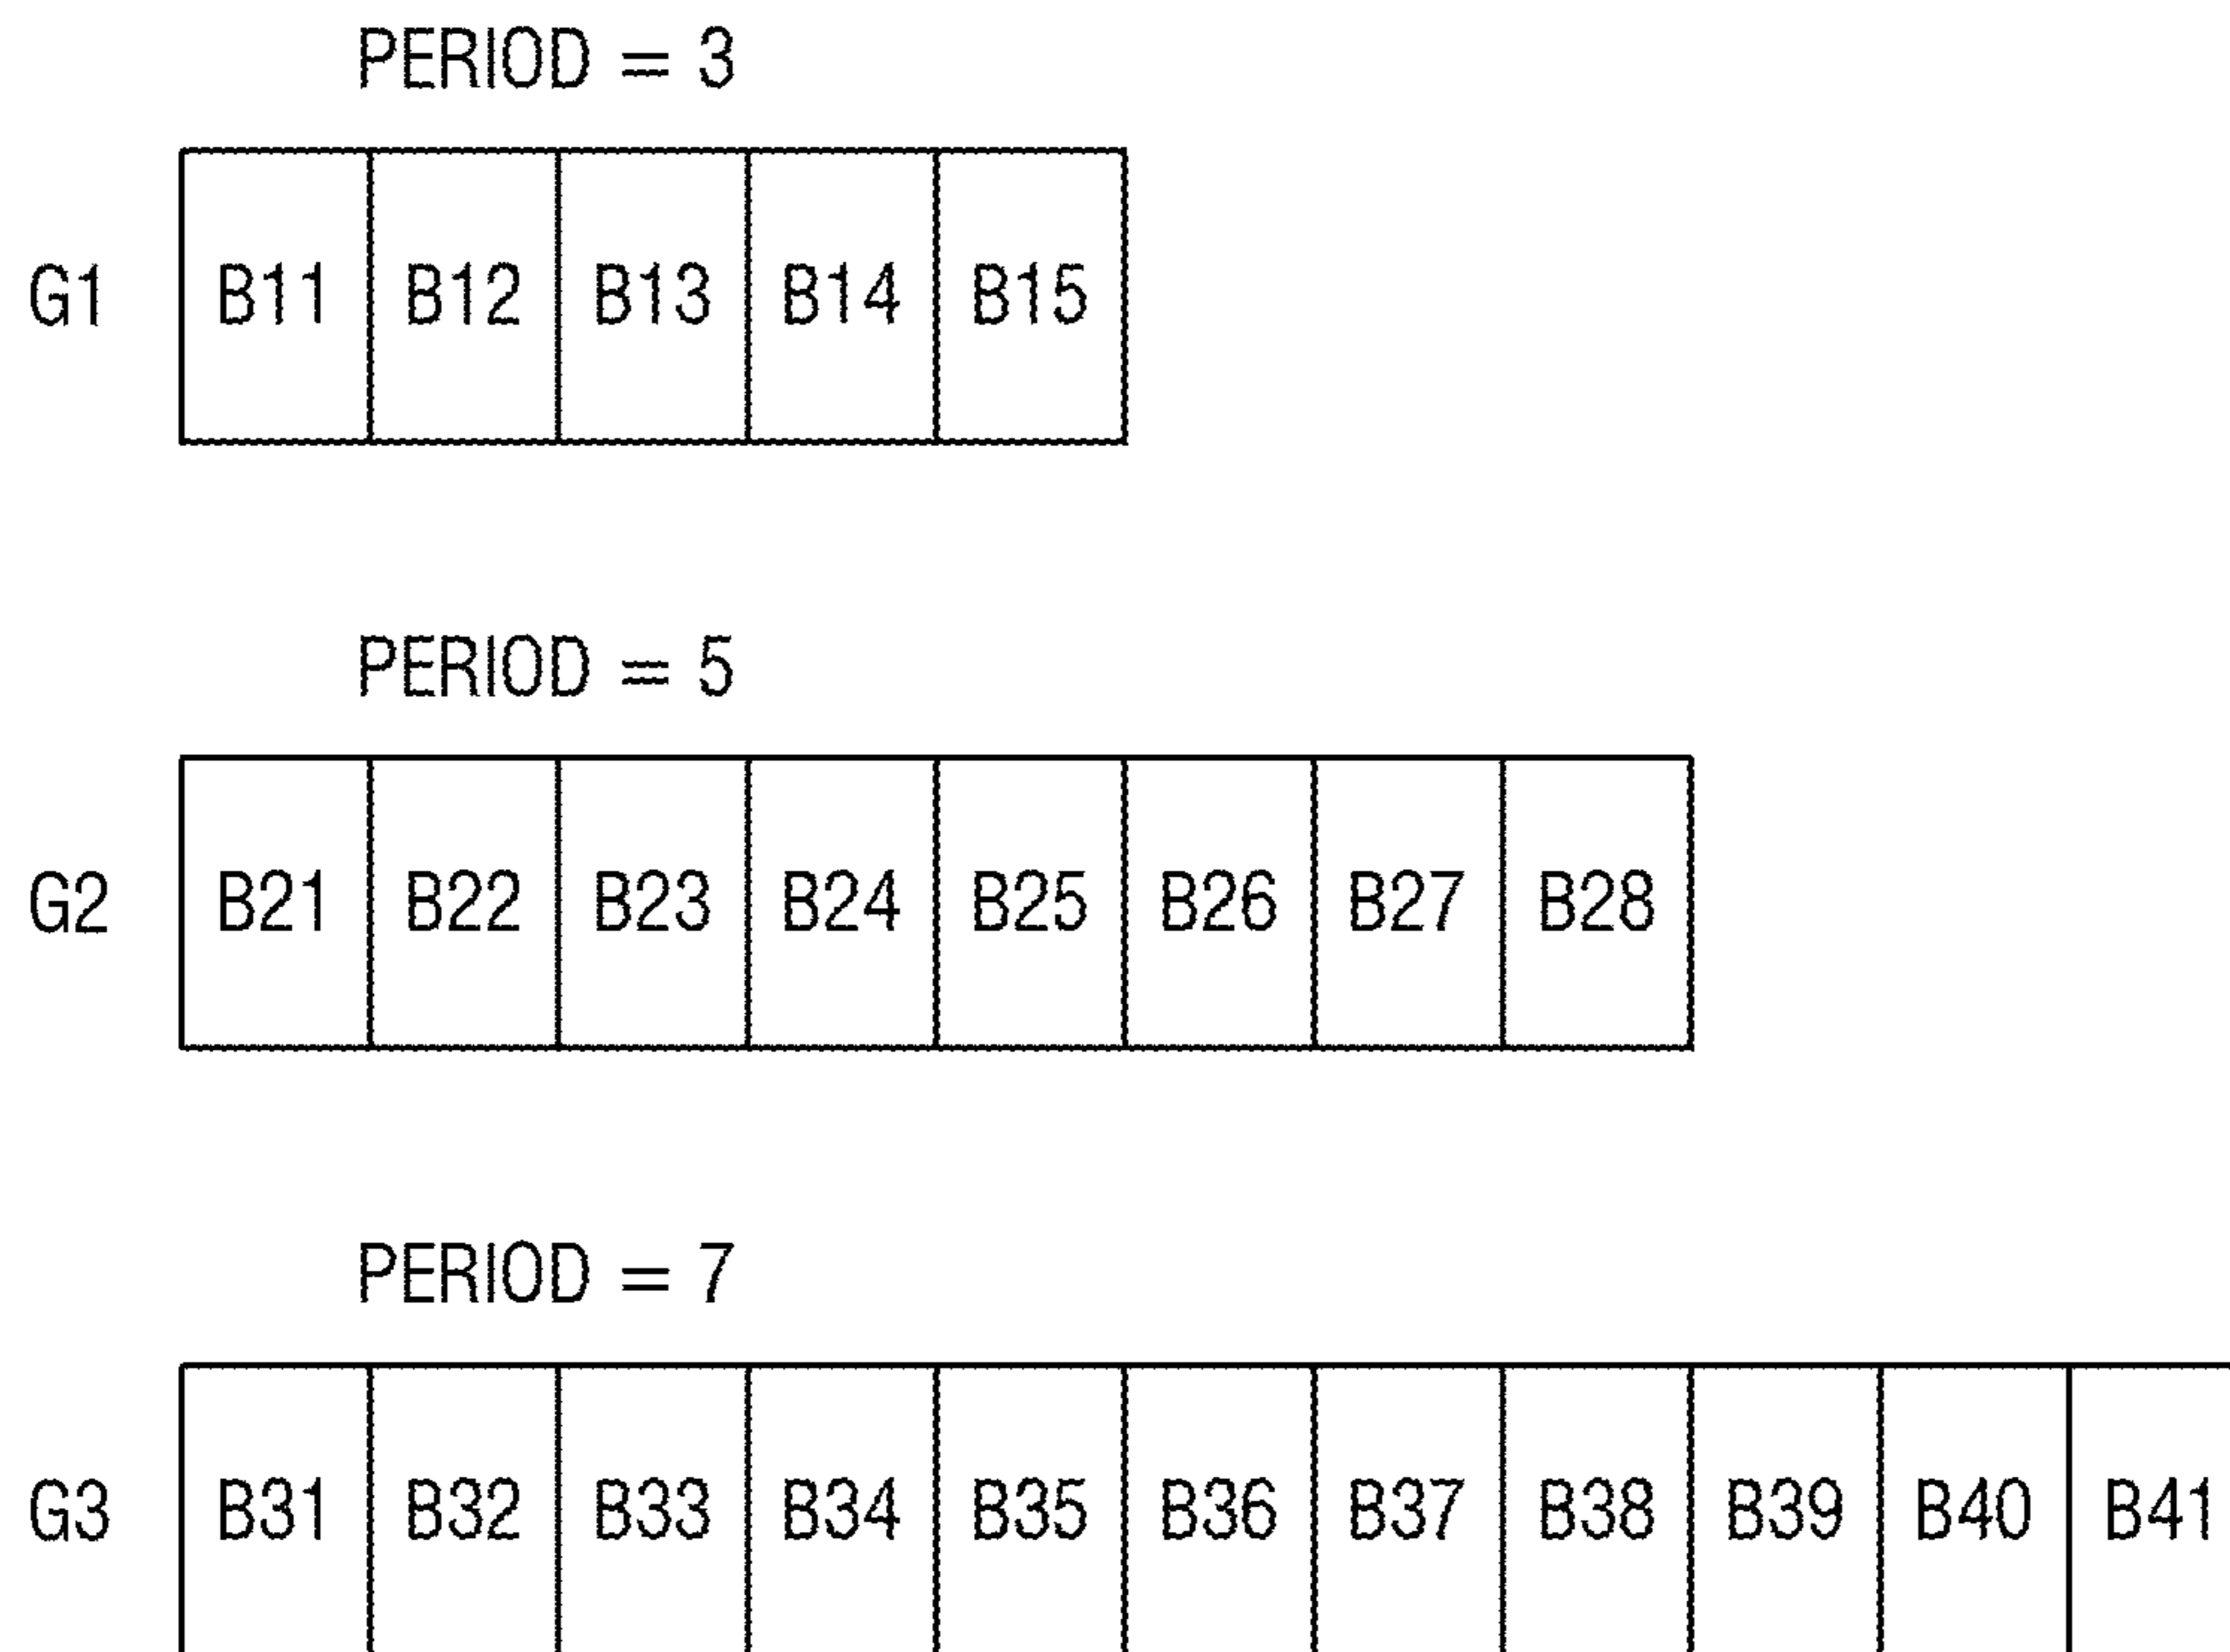 PERIOD = 3
G1 B11 B12 B13 B14 B15
PERIOD = 5
G2 B21 B22 B23 B24 B25 B26 B27 B28
PERIOD = 7
G3 B31 B32 B33 B34 B35 B36 B37 B38 B39 B40 B41